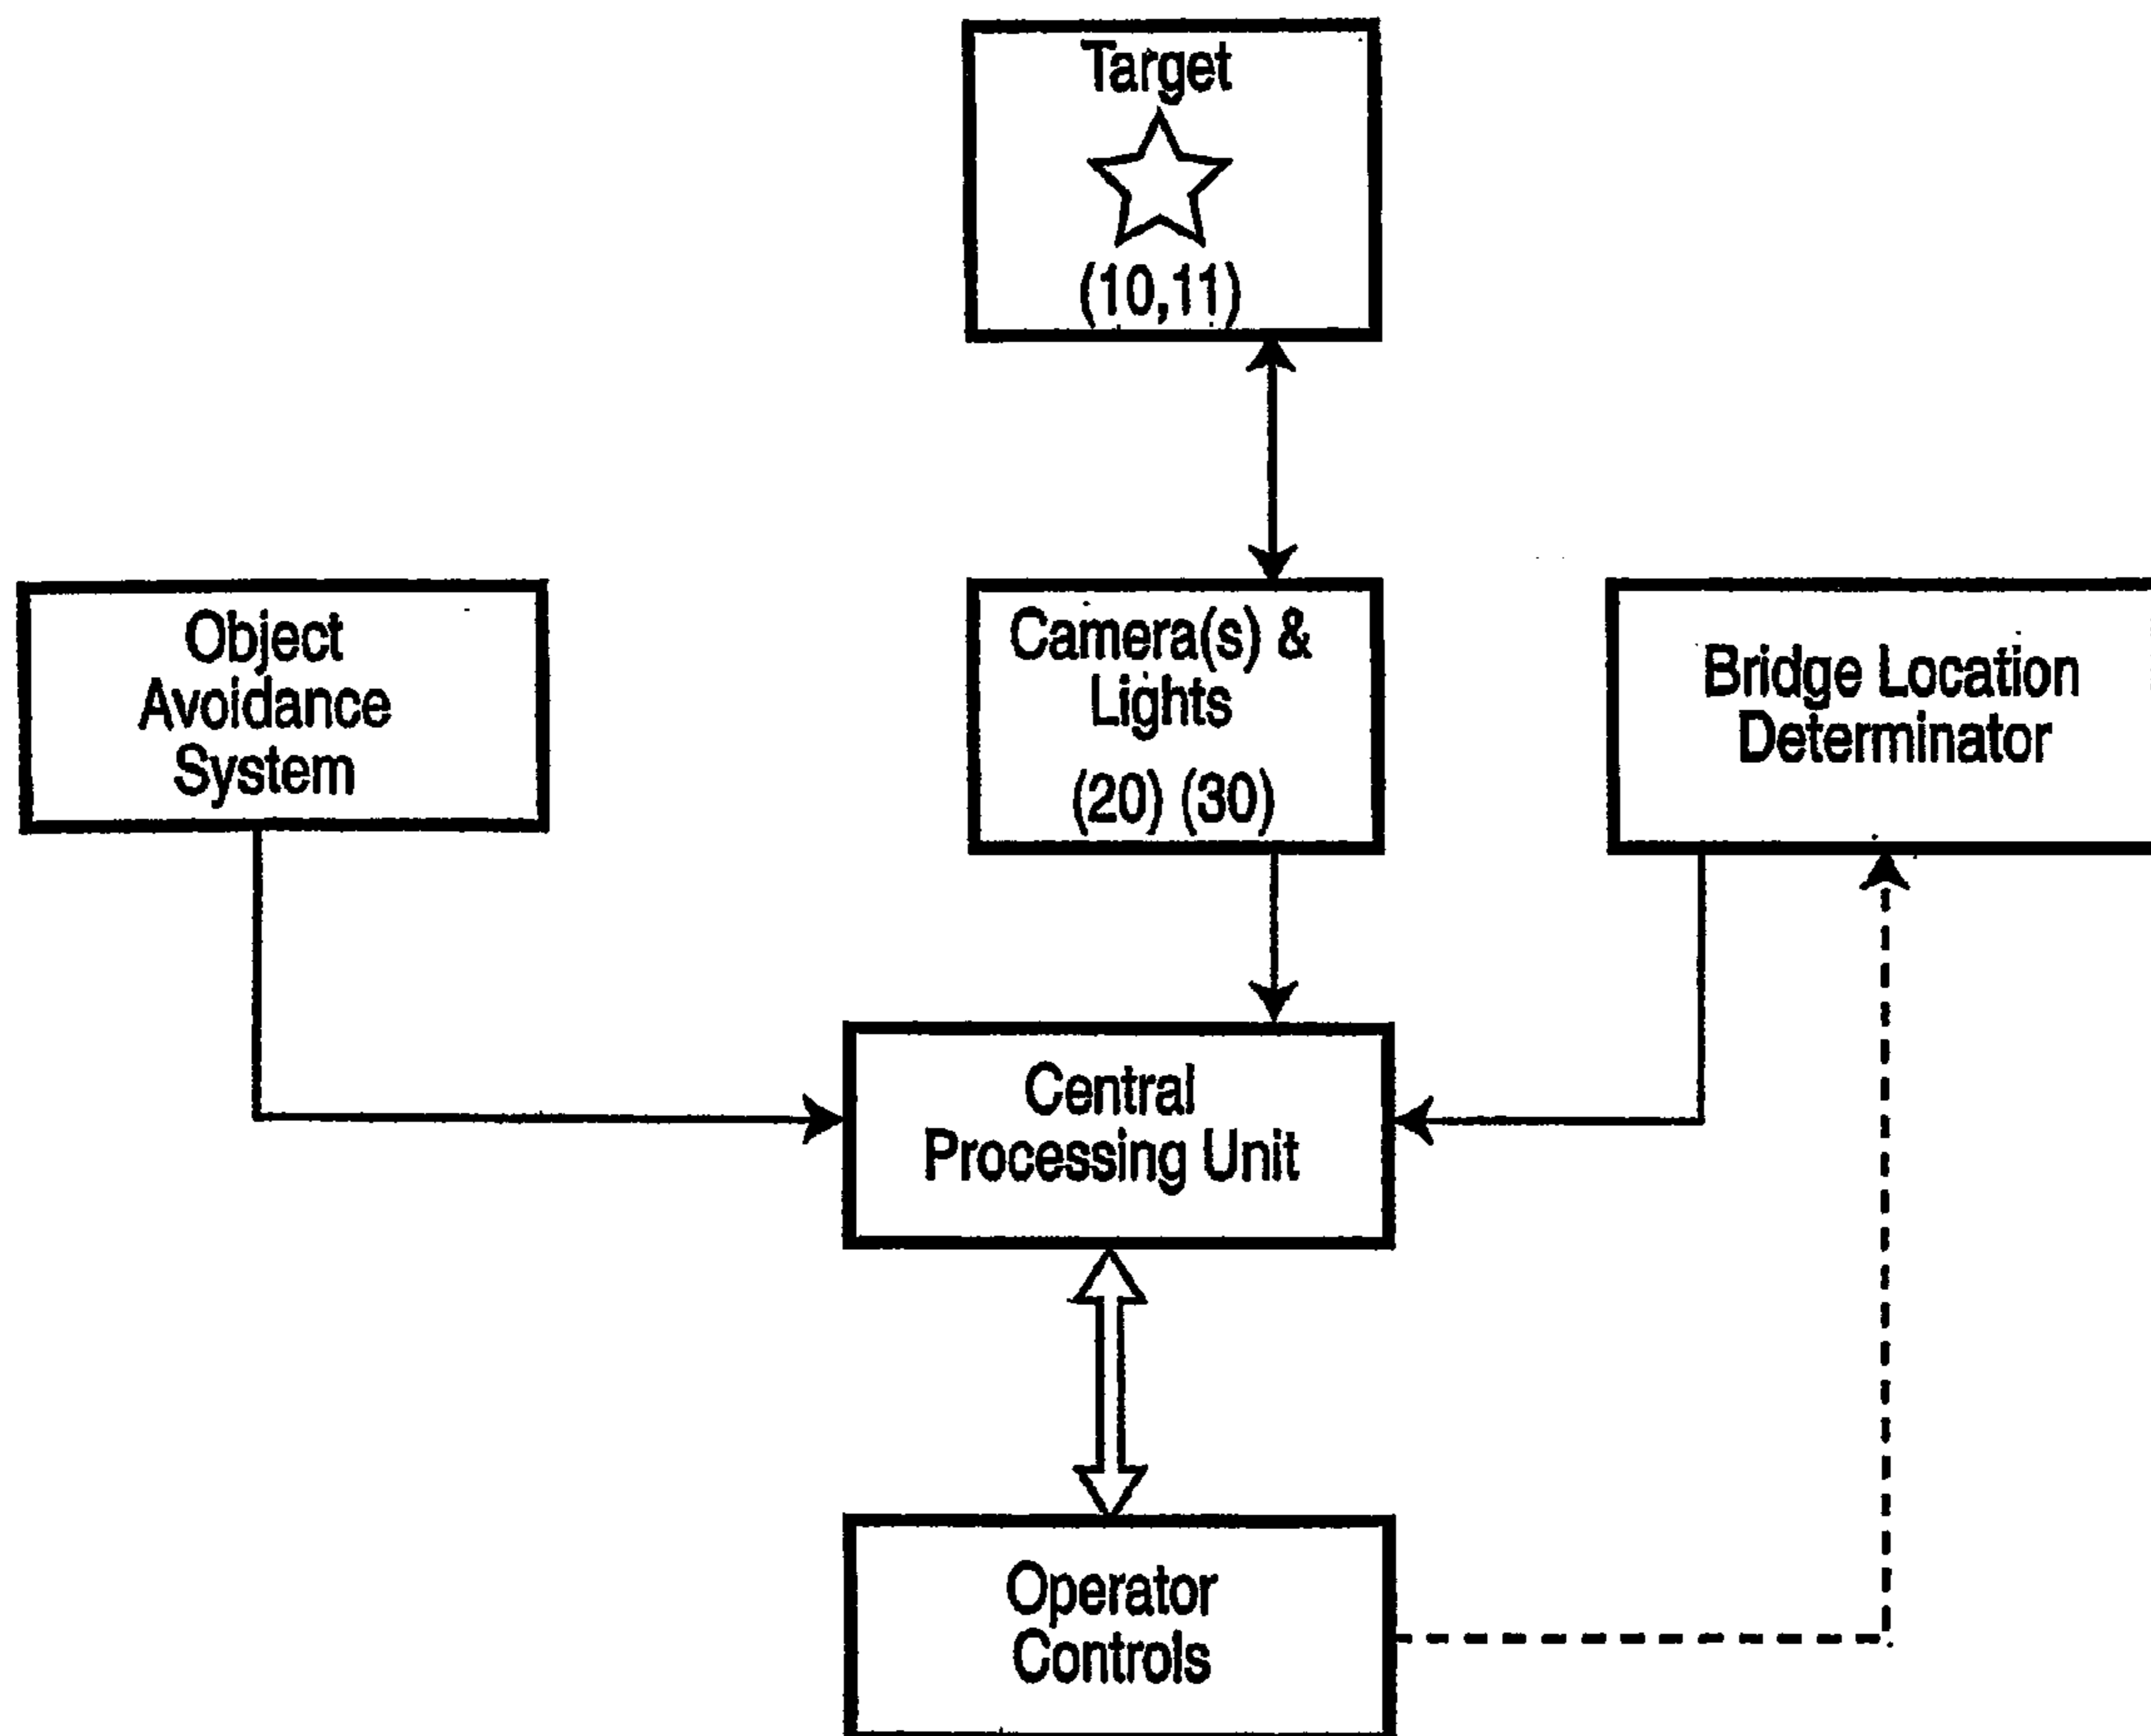 Target
(10,11)
Object
Avoidance
System
Camera(s) &
Lights
(20) (30)
Bridge Location
Determinator
Central
Processing Unit
Operator
Controls